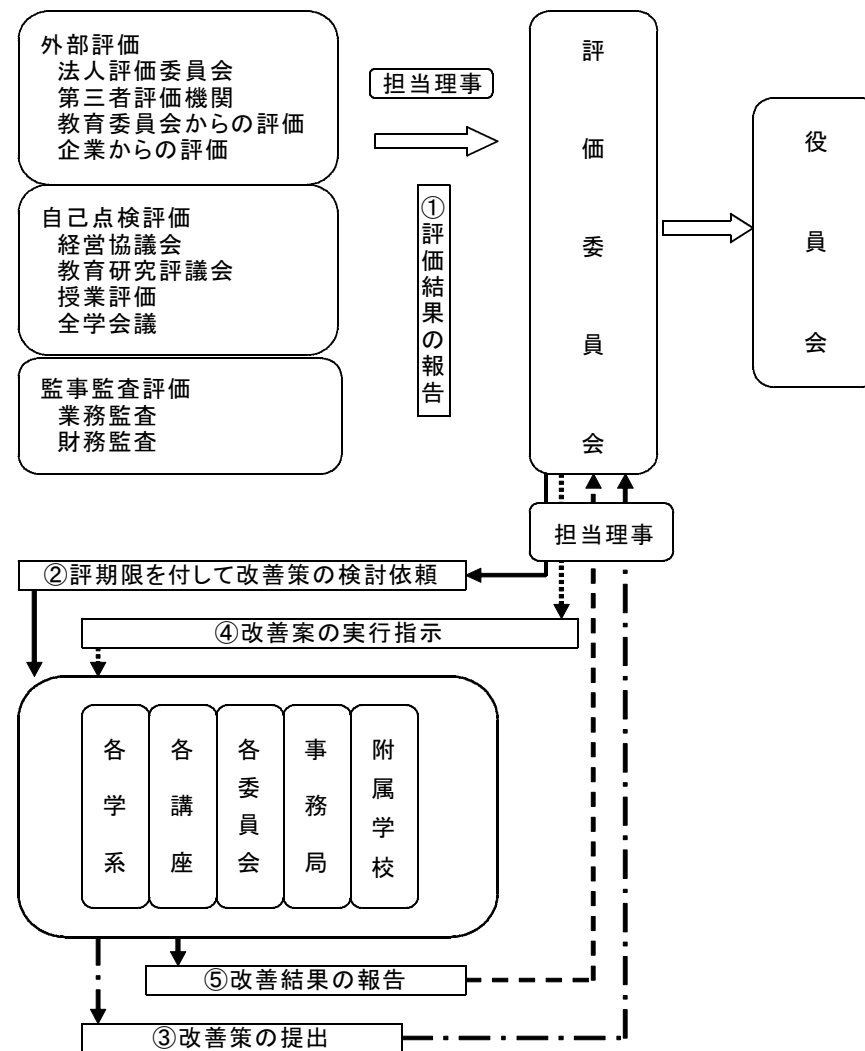 外部評価
法人評価委員会
第三者評価機関
教育委員会からの評価
企業からの評価
自己点検評価
経営協議会
教育研究評議会
授業評価
全学会議
監事監査評価
業務監査
財務監査
担当理事
①評価結果の報告
評価委員会
役員会
担当理事
②評期限を付して改善策の検討依頼
④改善案の実行指示
各学系
各講座
各委員会
事務局
附属学校
⑤改善結果の報告
③改善策の提出